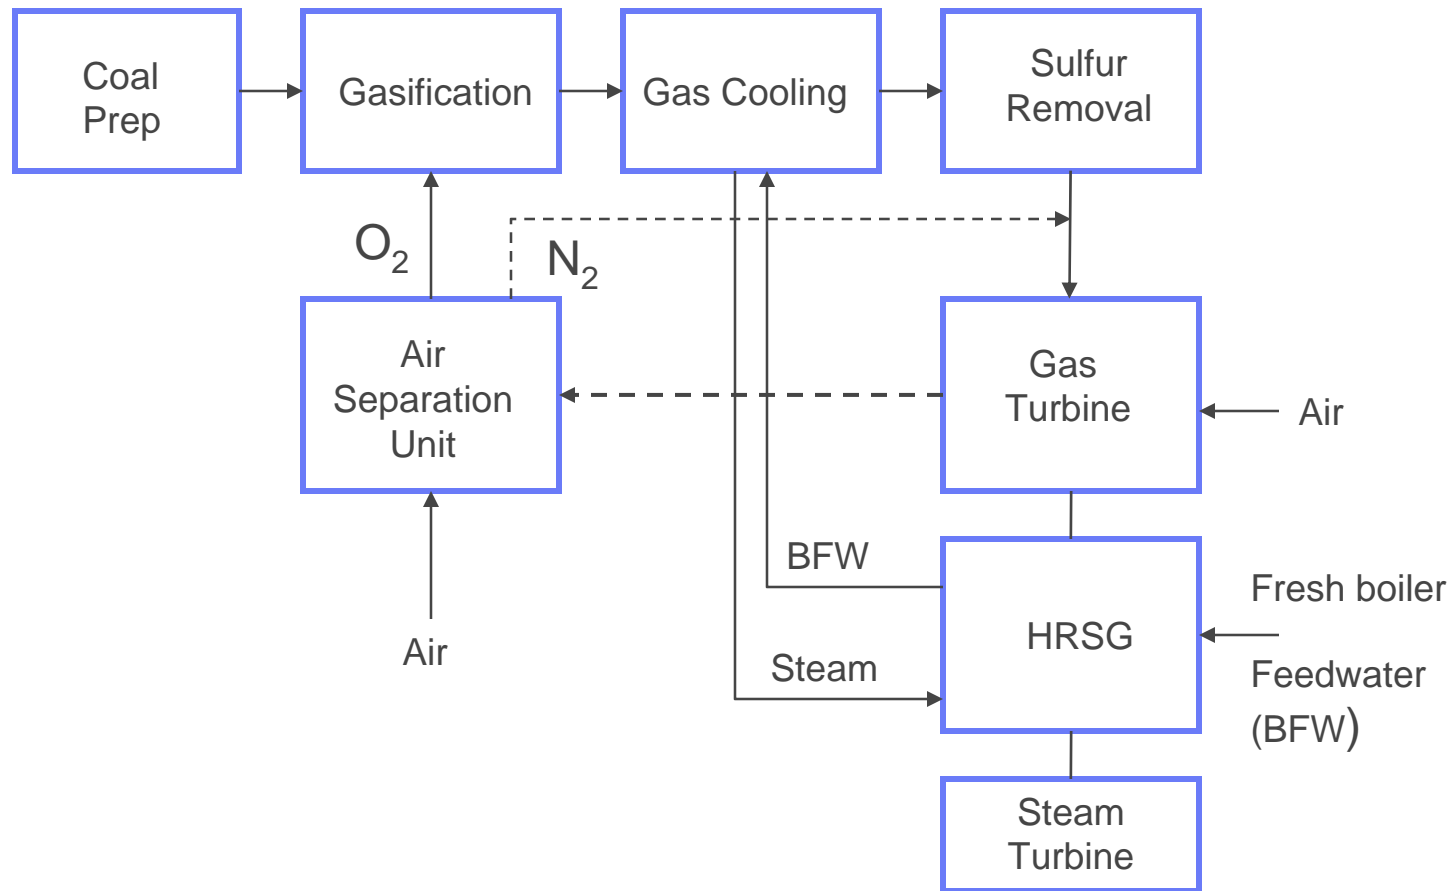 Coal
Prep
Gasification
Gas Cooling
Sulfur
Removal
O₂
N₂
Air
Separation
Unit
Gas
Turbine
Air
Air
BFW
Steam
HRSG
Fresh boiler
Feedwater
(BFW)
Steam
Turbine